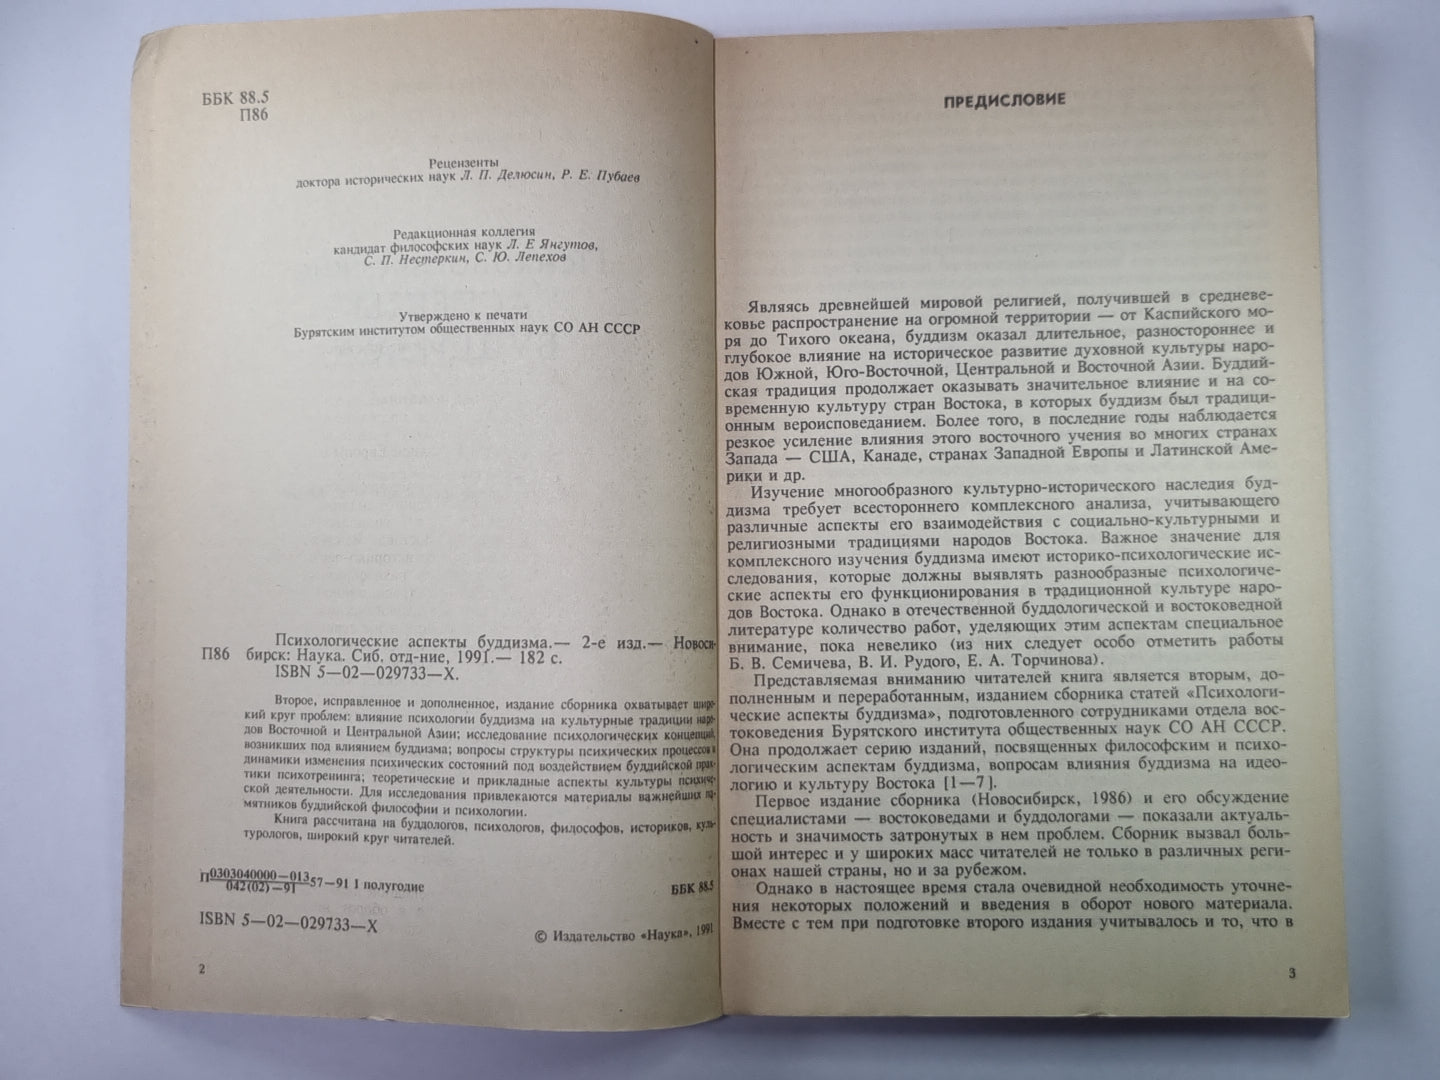 ББК 88.5
П86
Рецензенты
доктора исторических наук Л. П. Делюсин, Р. Е. Пубаев
Редакционная коллегия
кандидат философских наук Л. Е Янгутов,
С. П. Нестеркин, С. Ю. Лепехов
Утверждено к печати
Бурятским институтом общественных наук СО АН СССР
Психологические аспекты буддизма.— 2-е изд.— Новоси-
П86 бирск: Наука. Сиб. отд-ние, 1991.— 182 с.
ISBN 5—02—029733—X.
Второе, исправленное и дополненное, издание сборника охватывает широ-
кий круг проблем: влияние психологии буддизма на культурные традиции наро-
дов Восточной и Центральной Азии; исследование психологических концепций,
возникших под влиянием буддизма; вопросы структуры психических процессов и
динамики изменения психических состояний под воздействием буддийской прак-
тики психотренинга; теоретические и прикладные аспекты культуры психиче-
ской деятельности. Для исследования привлекаются материалы важнейших па-
мятников буддийской философии и психологии.
Книга рассчитана на буддологов, психологов, философов, историков, куль-
турологов, широкий круг читателей.
П 0303040000—013
042(02)—91 57—91 I полугодие
ББК 88.5
ISBN 5—02—029733—X
© Издательство «Наука», 1991
2
ПРЕДИСЛОВИЕ
Являясь древнейшей мировой религией, получившей в средневе-
ковье распространение на огромной территории — от Каспийского мо-
ря до Тихого океана, буддизм оказал длительное, разностороннее и
глубокое влияние на историческое развитие духовной культуры наро-
дов Южной, Юго-Восточной, Центральной и Восточной Азии. Буддий-
ская традиция продолжает оказывать значительное влияние и на со-
временную культуру стран Востока, в которых буддизм был традици-
онным вероисповеданием. Более того, в последние годы наблюдается
резкое усиление влияния этого восточного учения во многих странах
Запада — США, Канаде, странах Западной Европы и Латинской Аме-
рики и др.
Изучение многообразного культурно-исторического наследия буд-
дизма требует всестороннего комплексного анализа, учитывающего
различные аспекты его взаимодействия с социально-культурными и
религиозными традициями народов Востока. Важное значение для
комплексного изучения буддизма имеют историко-психологические ис-
следования, которые должны выявлять разнообразные психологиче-
ские аспекты его функционирования в традиционной культуре наро-
дов Востока. Однако в отечественной буддологической и востоковедной
литературе количество работ, уделяющих этим аспектам специальное
внимание, пока невелико (из них следует особо отметить работы
Б. В. Семичева, В. И. Рудого, Е. А. Торчинова).
Представляемая вниманию читателей книга является вторым, до-
полненным и переработанным, изданием сборника статей «Психологи-
ческие аспекты буддизма», подготовленного сотрудниками отдела вос-
токоведения Бурятского института общественных наук СО АН СССР.
Она продолжает серию изданий, посвященных философским и психо-
логическим аспектам буддизма, вопросам влияния буддизма на идео-
логию и культуру Востока [1—7].
Первое издание сборника (Новосибирск, 1986) и его обсуждение
специалистами — востоковедами и буддологами — показали актуаль-
ность и значимость затронутых в нем проблем. Сборник вызвал боль-
шой интерес и у широких масс читателей не только в различных реги-
онах нашей страны, но и за рубежом.
Однако в настоящее время стала очевидной необходимость уточне-
ния некоторых положений и введения в оборот нового материала.
Вместе с тем при подготовке второго издания учитывалось и то, что в
3